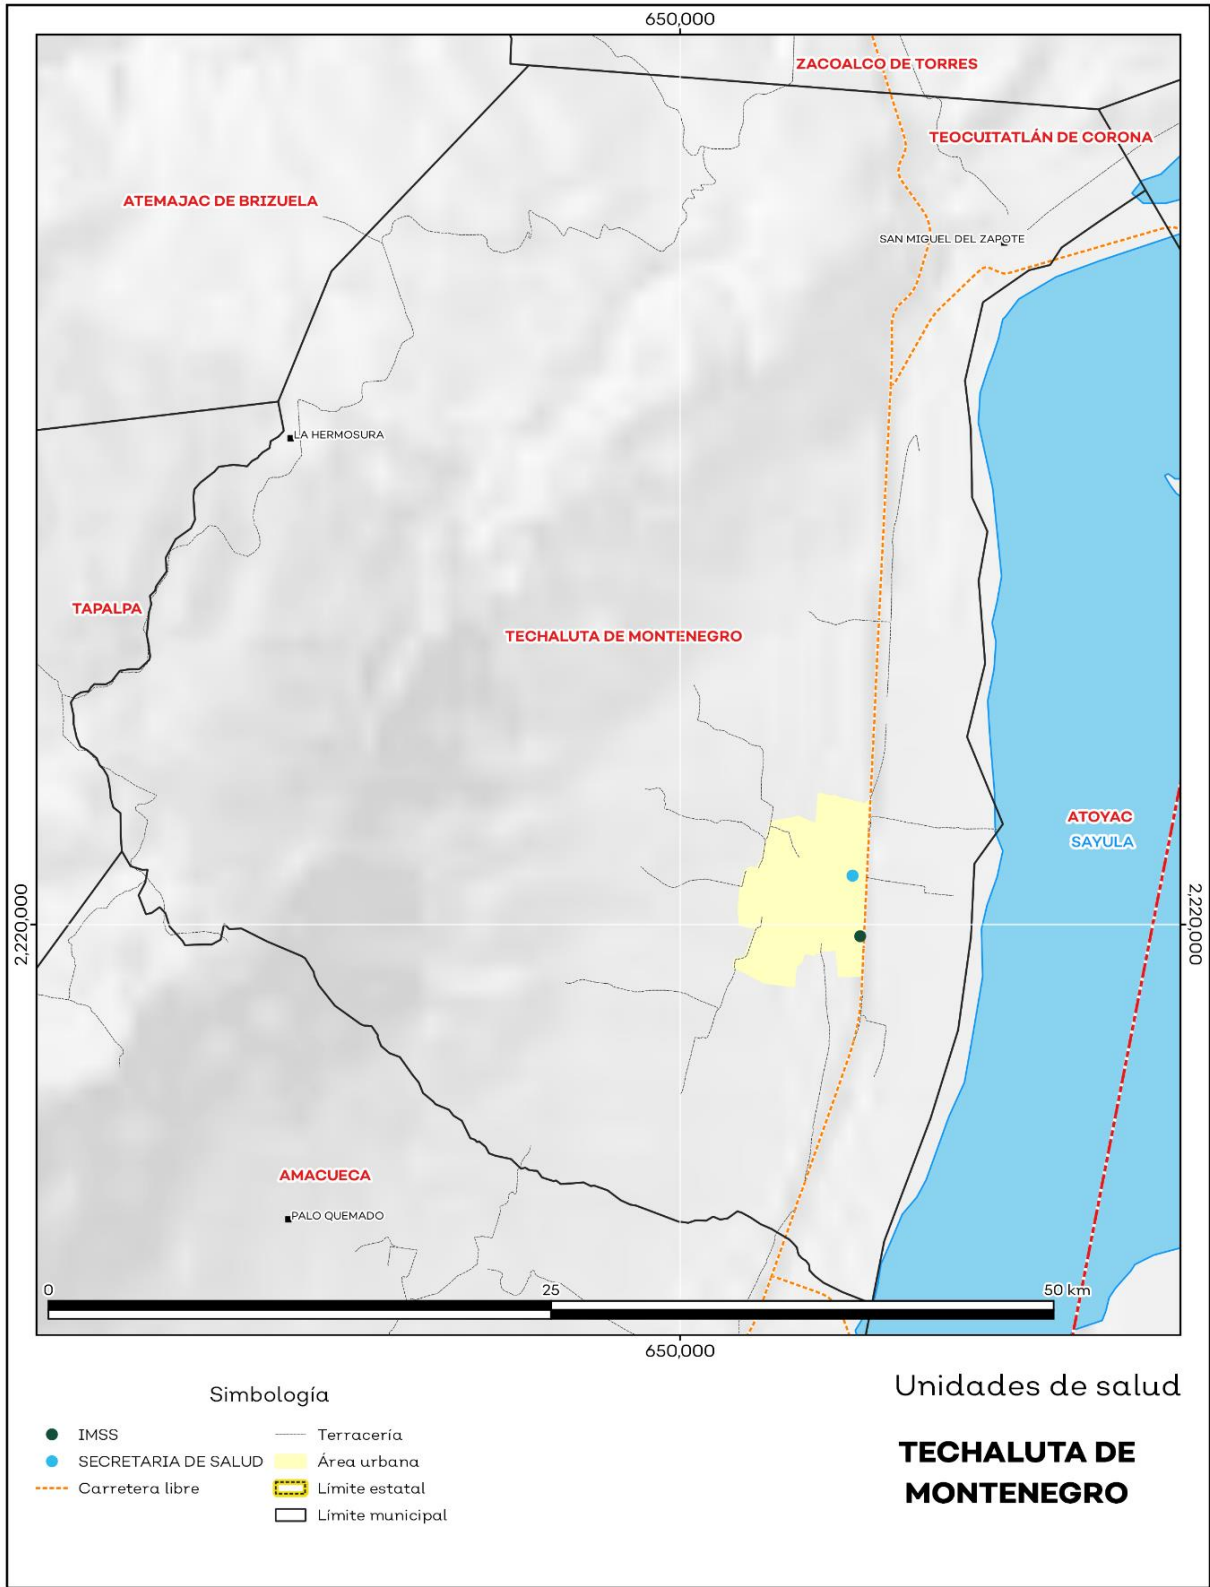 650,000
ZACOALCO DE TORRES
TEOCUITATLÁN DE CORONA
ATEMAJAC DE BRIZUELA
SAN MIGUEL DEL ZAPOTE
LA HERMOSURA
TAPALPA
TECHALUTA DE MONTENEGRO
ATOYAC
SAYULA
2,220,000
2,220,000
AMACUECA
PALO QUEMADO
0
25
50 km
650,000
Unidades de salud
TECHALUTA DE
MONTENEGRO
Simbología
IMSS
SECRETARIA DE SALUD
Carretera libre
Terracería
Área urbana
Límite estatal
Límite municipal